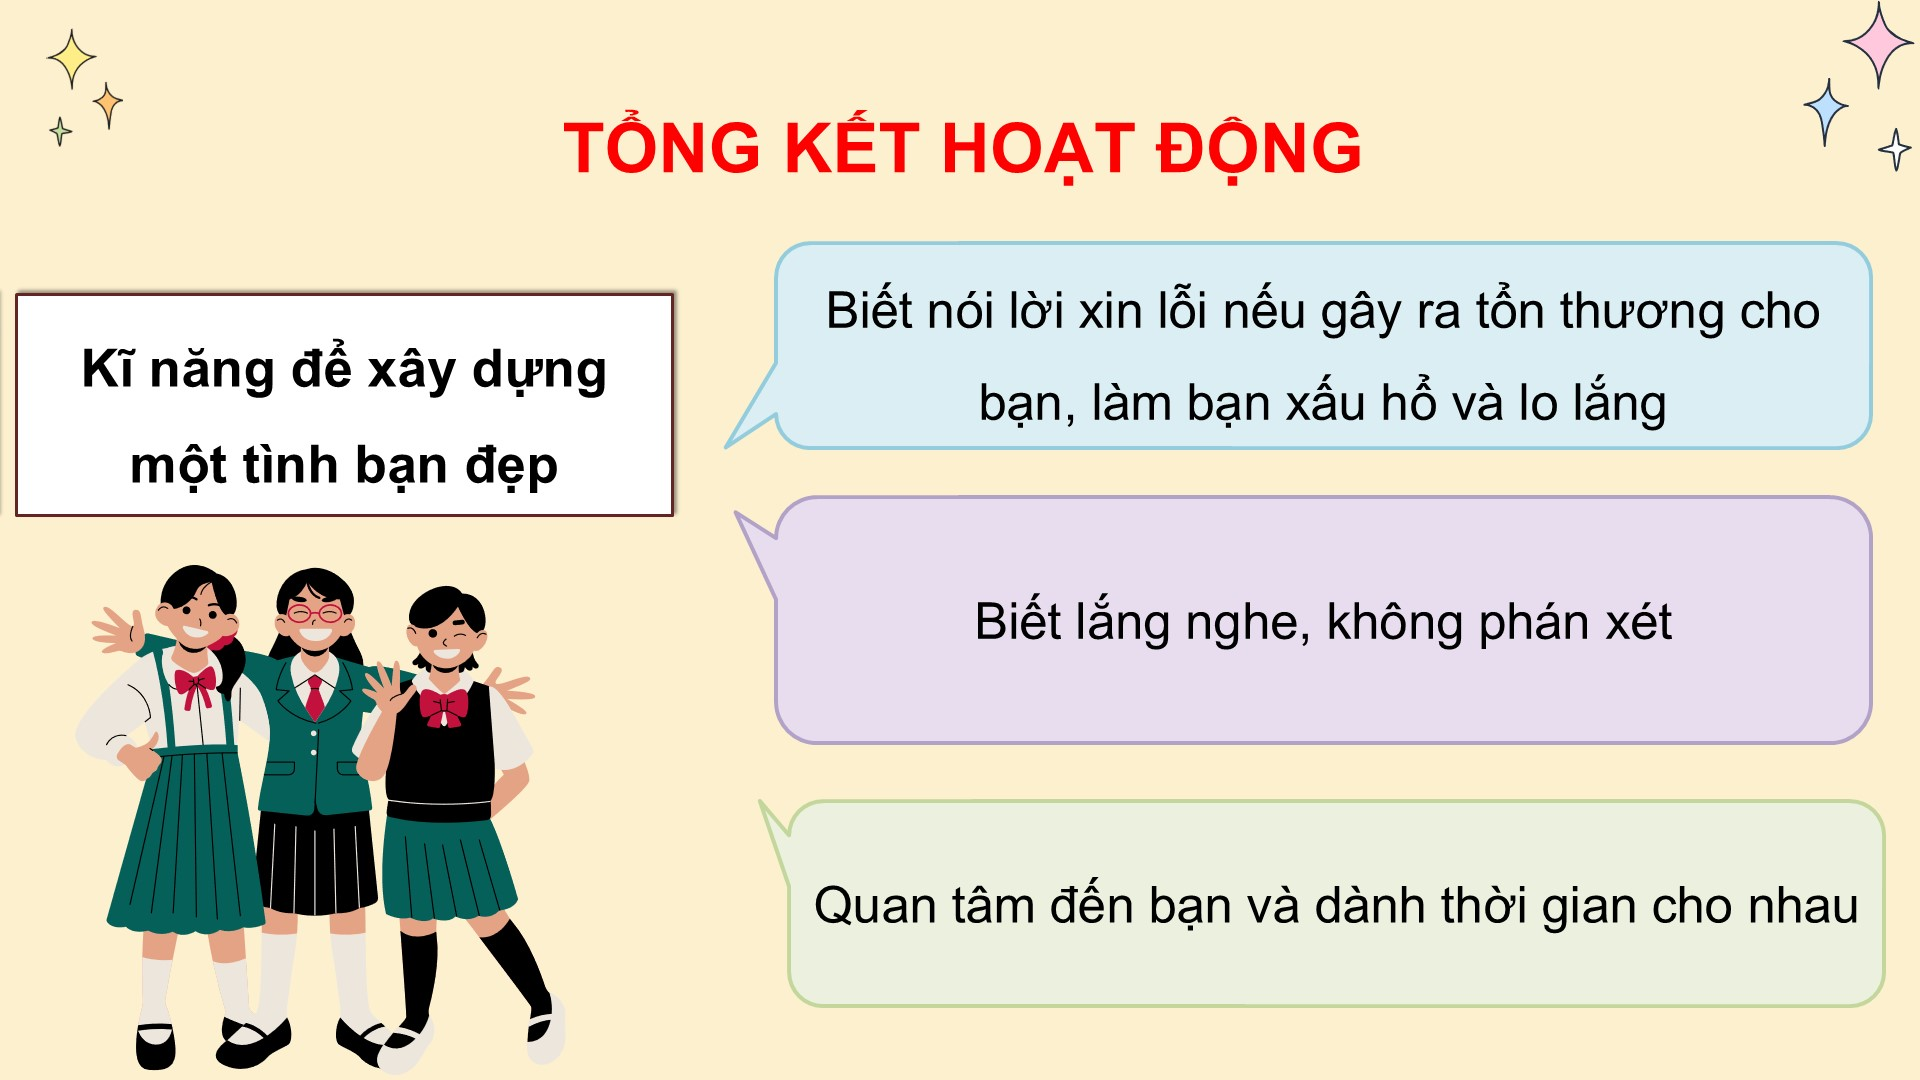 TỔNG KẾT HOẠT ĐỘNG
Kĩ năng để xây dựng
một tình bạn đẹp
Biết nói lời xin lỗi nếu gây ra tổn thương cho
bạn, làm bạn xấu hổ và lo lắng
Biết lắng nghe, không phán xét
Quan tâm đến bạn và dành thời gian cho nhau